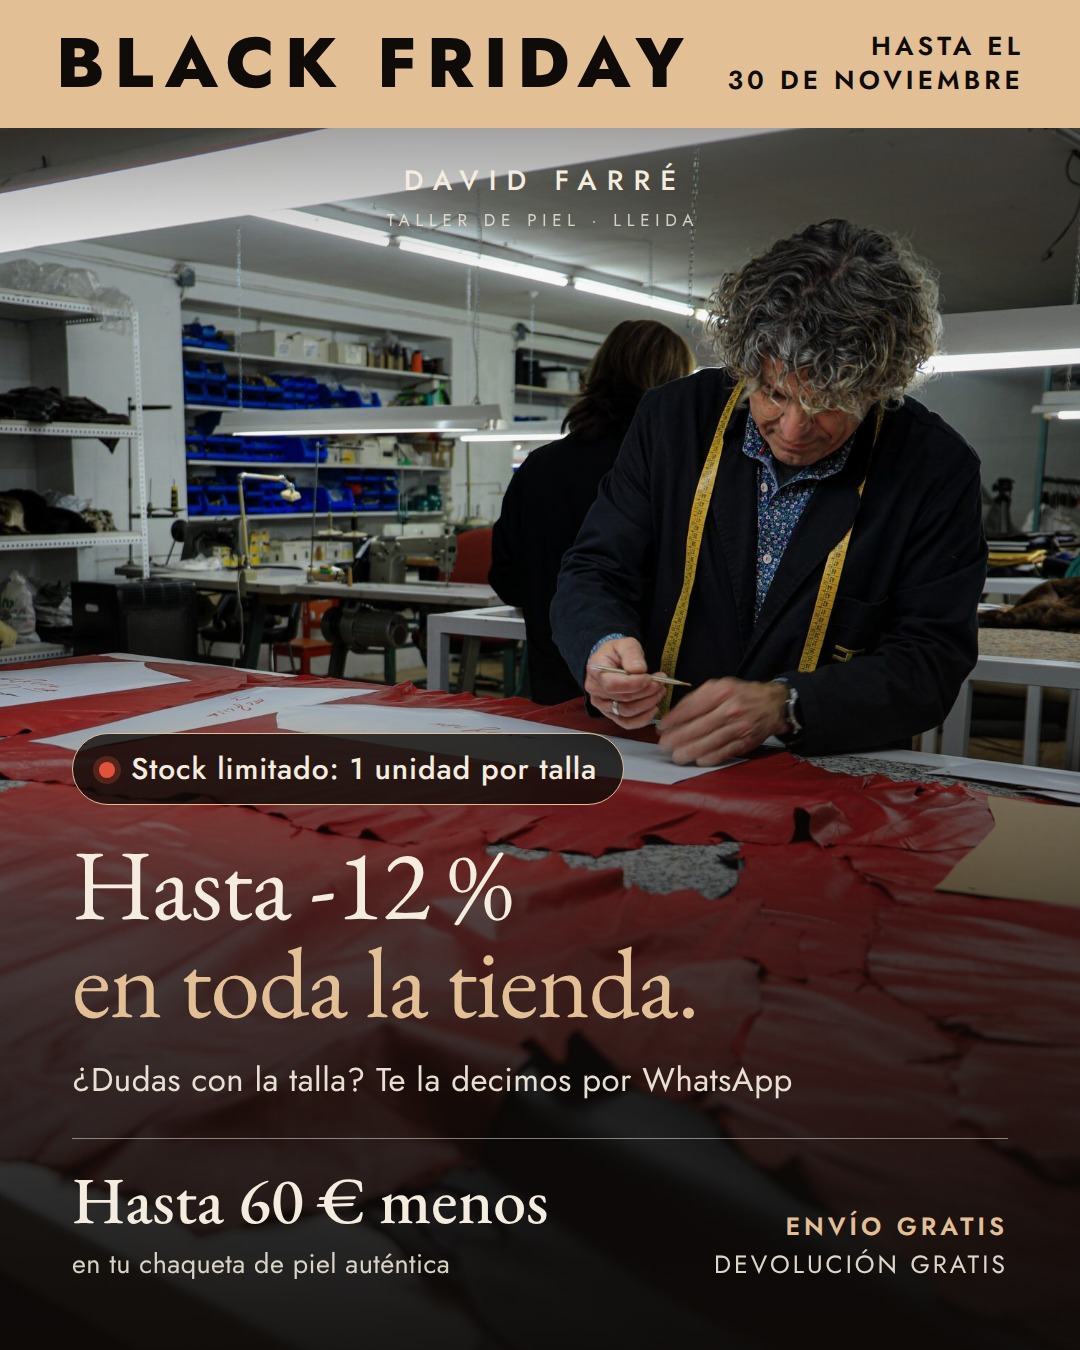 BLACK FRIDAY
HASTA EL
30 DE NOVIEMBRE
DAVID FARRÉ
TALLER DE PIEL · LLEIDA
Stock limitado: 1 unidad por talla
Hasta -12 %
en toda la tienda.
¿Dudas con la talla? Te la decimos por WhatsApp
Hasta 60 € menos
en tu chaqueta de piel auténtica
ENVÍO GRATIS
DEVOLUCIÓN GRATIS